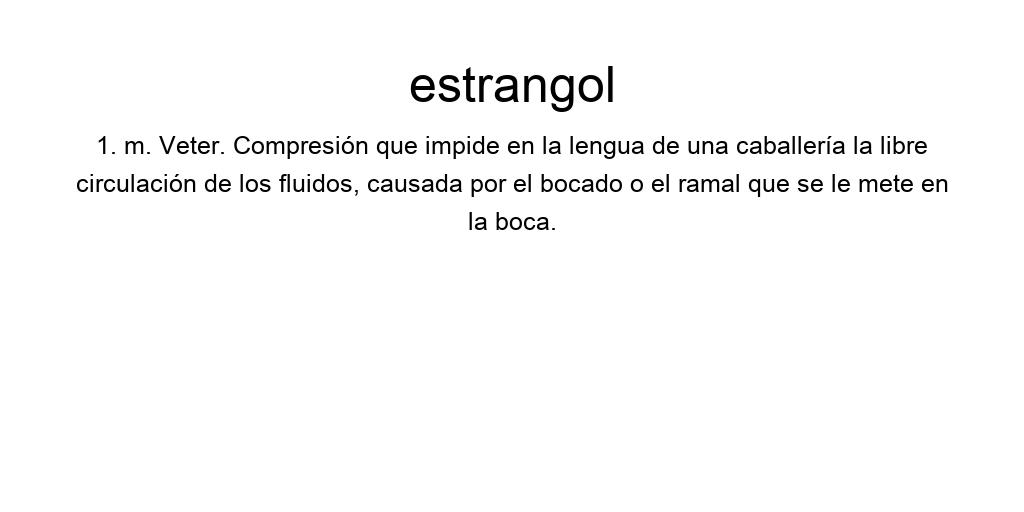 estrangol
1. m. Veter. Compresión que impide en la lengua de una caballería la libre
circulación de los fluidos, causada por el bocado o el ramal que se le mete en
la boca.